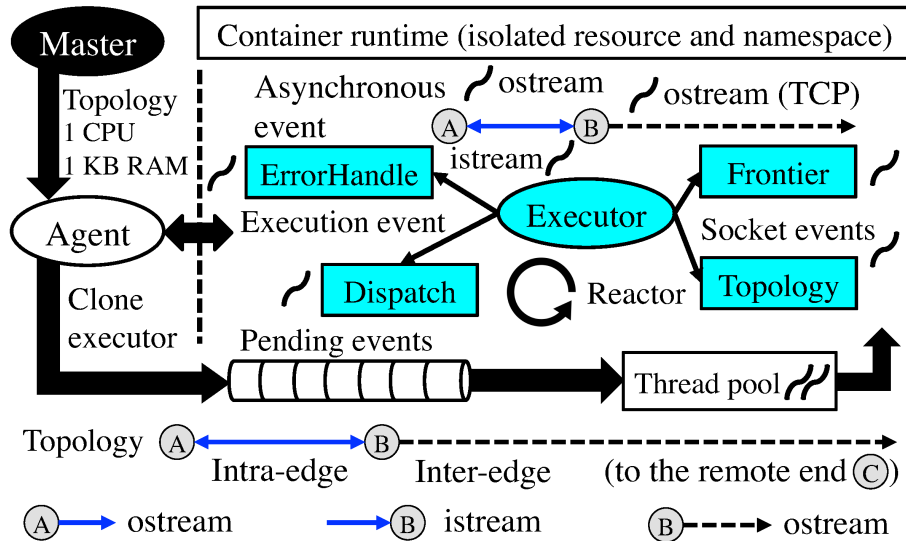 Master
Container runtime (isolated resource and namespace)
Topology
1 CPU
1 KB RAM
Asynchronous
event
ostream
A
B
ostream (TCP)
istream
ErrorHandle
Frontier
Executor
Agent
Execution event
Socket events
Dispatch
Reactor
Topology
Clone
executor
Pending events
Thread pool
Topology
A
B
Intra-edge
Inter-edge
(to the remote end C)
A
ostream
B
istream
B
ostream